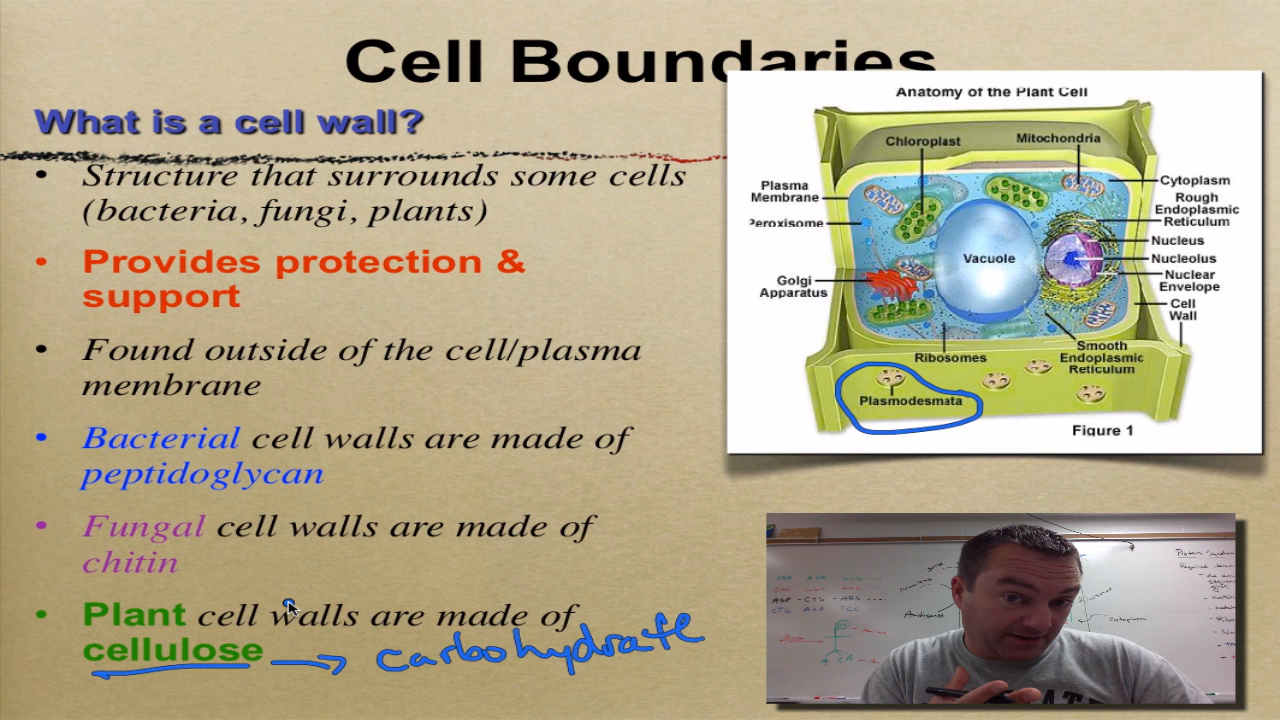 Cell Boundaries
What is a cell wall?
• Structure that surrounds some cells
(bacteria, fungi, plants)
• Provides protection &
support
• Found outside of the cell/plasma
membrane
• Bacterial cell walls are made of
peptidoglycan
• Fungal cell walls are made of
chitin
• Plant cell walls are made of
cellulose → carbohydrate
Anatomy of the Plant Cell
Chloroplast
Mitochondria
Plasma
Membrane
Peroxisome
Golgi
Apparatus
Vacuole
Cytoplasm
Rough
Endoplasmic
Reticulum
Nucleus
Nucleolus
Nuclear
Envelope
Cell
Wall
Ribosomes
Smooth
Endoplasmic
Reticulum
Plasmodesmata
Figure 1
Protein